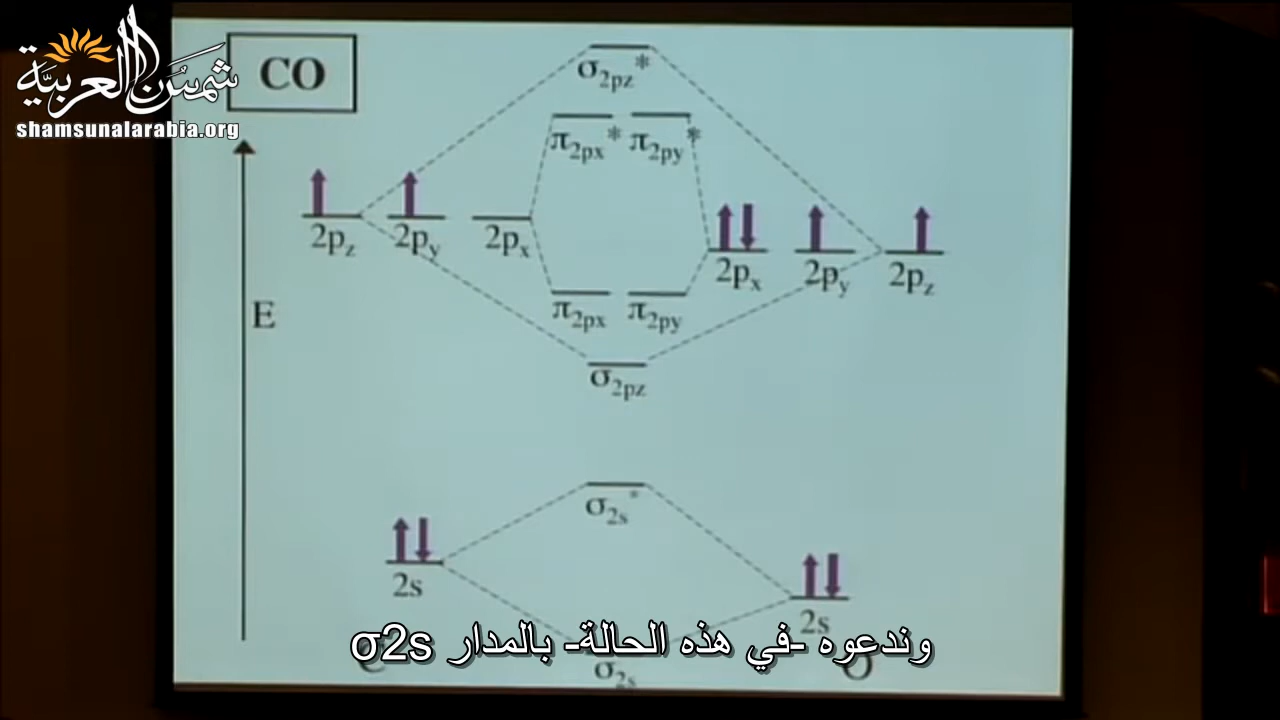 شمس العربية
shamsunalarabia.org
CO
σ2pz*
π2px* π2py*
2pz 2py 2px
2px 2py 2pz
E
π2px π2py
σ2pz
σ2s*
2s
2s
وندعوه -في هذه الحالة- بالمدار σ2s
C σ2s O